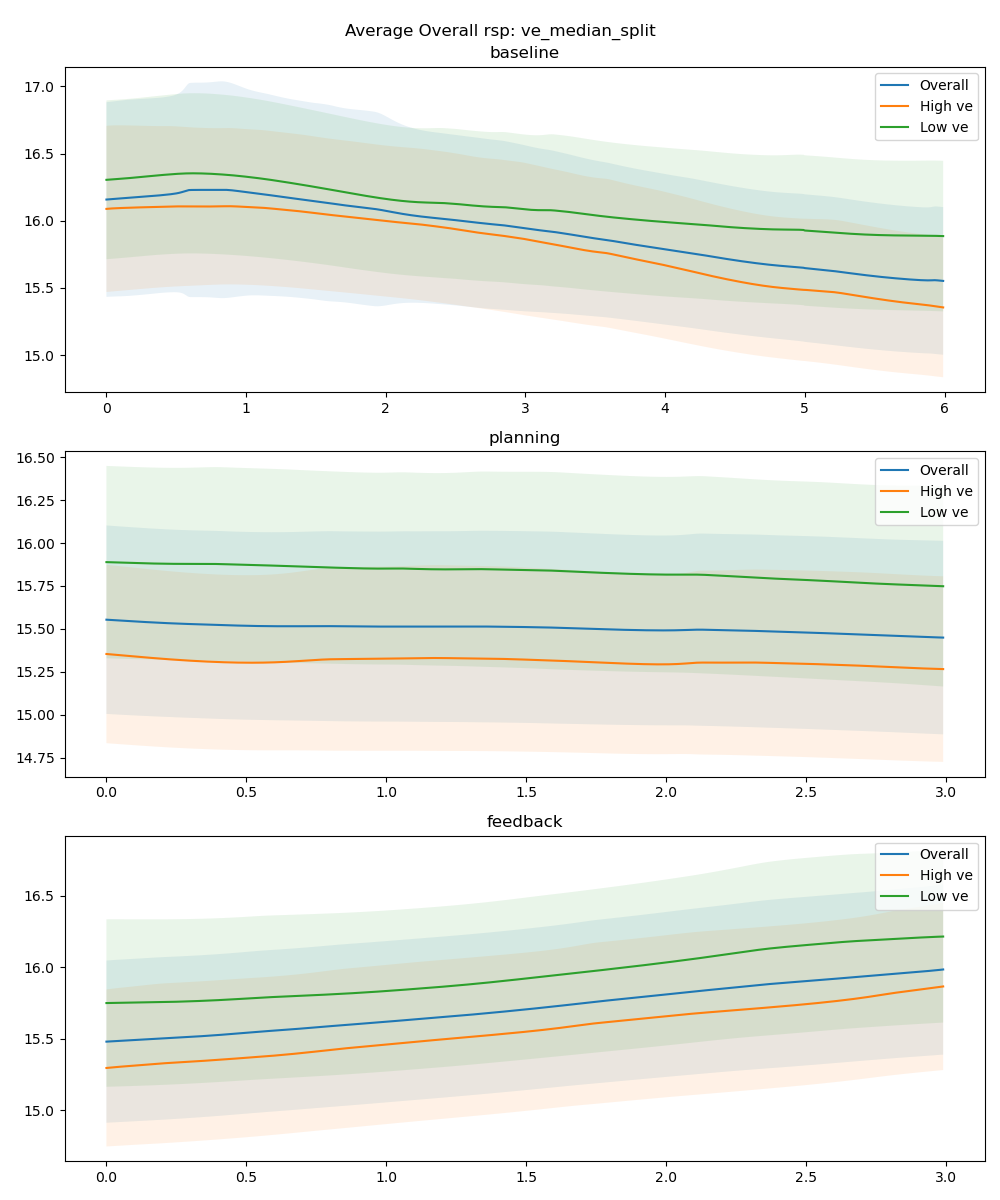 Average Overall rsp: ve_median_split
baseline
17.0
16.5
16.0
15.5
15.0
Overall
High ve
Low ve
0 1 2 3 4 5 6
planning
16.50
16.25
16.00
15.75
15.50
15.25
15.00
14.75
Overall
High ve
Low ve
0.0 0.5 1.0 1.5 2.0 2.5 3.0
feedback
16.5
16.0
15.5
15.0
Overall
High ve
Low ve
0.0 0.5 1.0 1.5 2.0 2.5 3.0